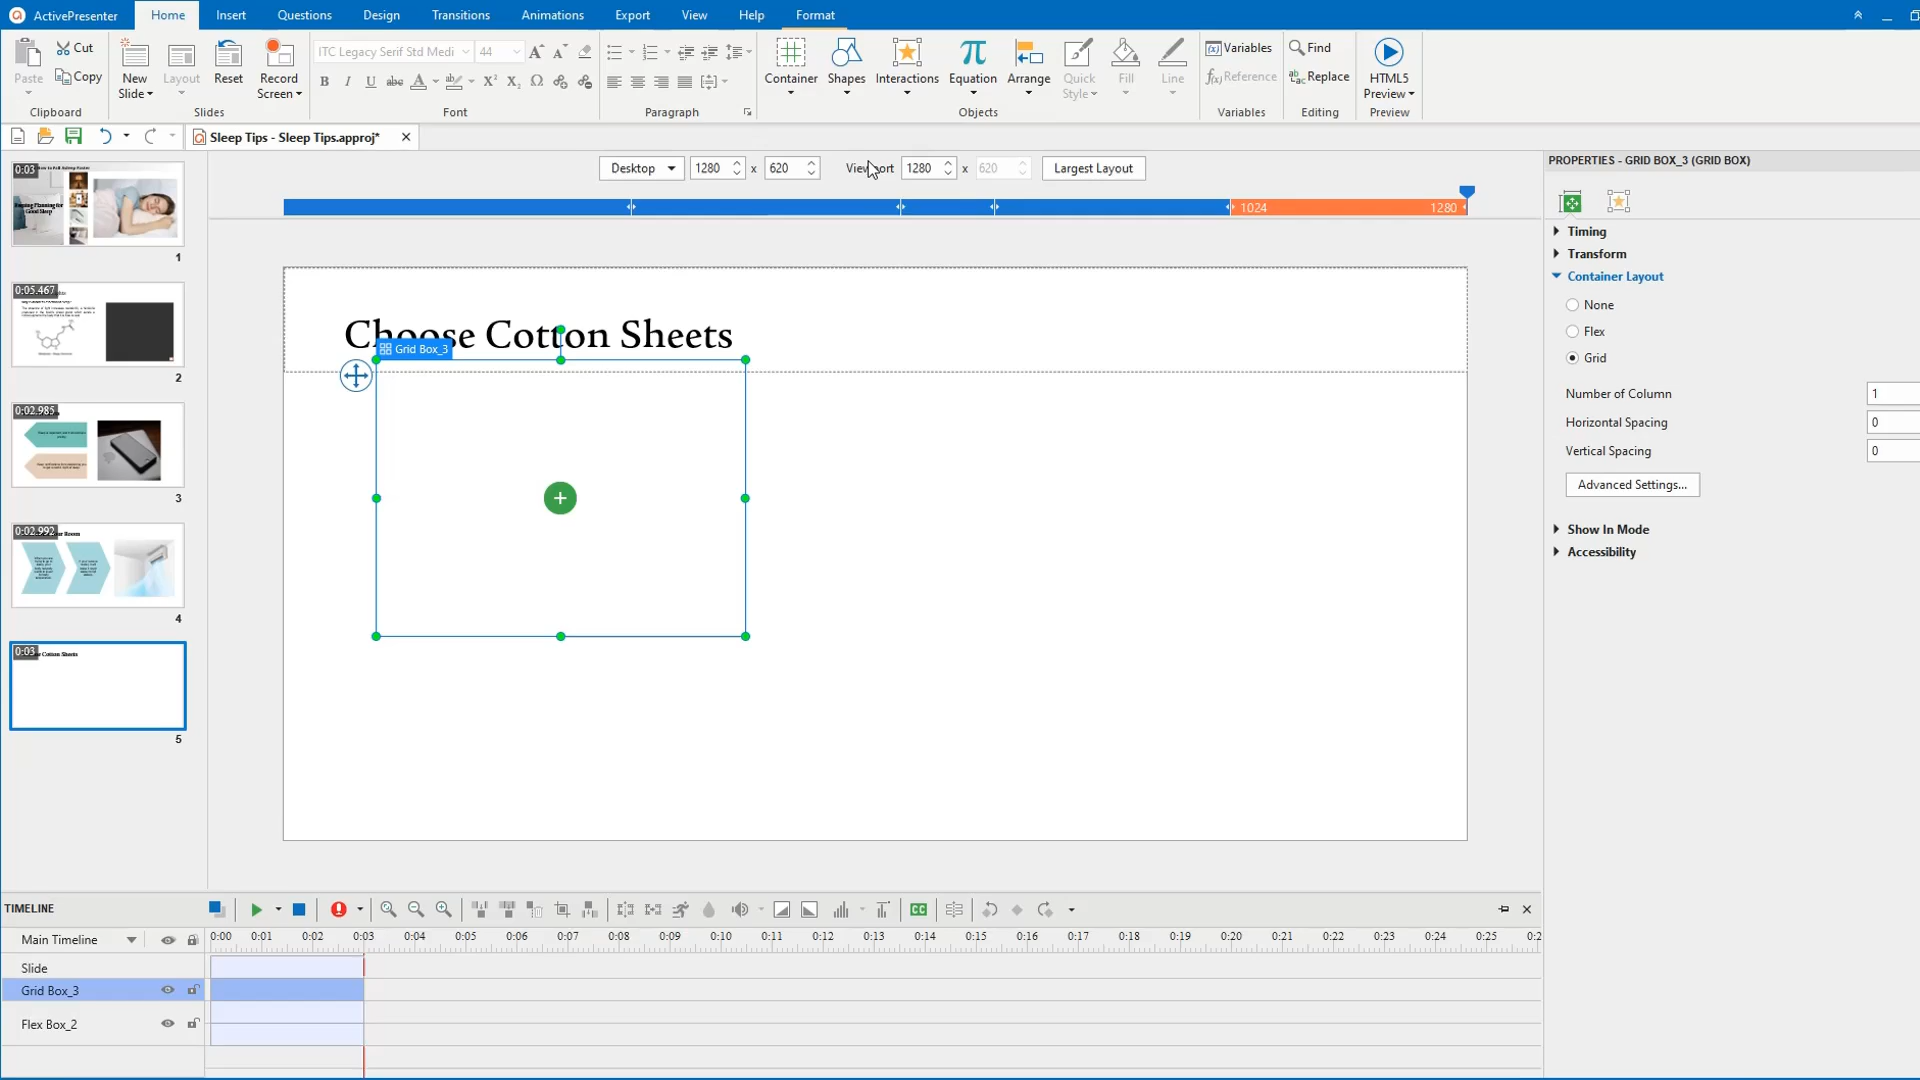 ActivePresenter
Home
Insert
Questions
Design
Transitions
Animations
Export
View
Help
Format
Paste
Cut
Copy
Clipboard
New Slide
Layout
Reset
Record Screen
Slides
ITC Legacy Serif Std Medi
44
Font
Paragraph
Container
Shapes
Interactions
Equation
Arrange
Quick Style
Fill
Line
Objects
Variables
Reference
Variables
Find
Replace
Editing
HTML5 Preview
Preview
Sleep Tips - Sleep Tips.approj*
Desktop
1280 x 620
Viewport
1280 x 620
Largest Layout
1024
1280
0:03
1
0:05.467
2
0:02.985
3
0:02.992
4
0:03
5
Choose Cotton Sheets
Grid Box_3
PROPERTIES - GRID BOX_3 (GRID BOX)
Timing
Transform
Container Layout
None
Flex
Grid
Number of Column
1
Horizontal Spacing
0
Vertical Spacing
0
Advanced Settings...
Show In Mode
Accessibility
TIMELINE
CC
Main Timeline
0:00 0:01 0:02 0:03 0:04 0:05 0:06 0:07 0:08 0:09 0:10 0:11 0:12 0:13 0:14 0:15 0:16 0:17 0:18 0:19 0:20 0:21 0:22 0:23 0:24 0:25
Slide
Grid Box_3
Flex Box_2